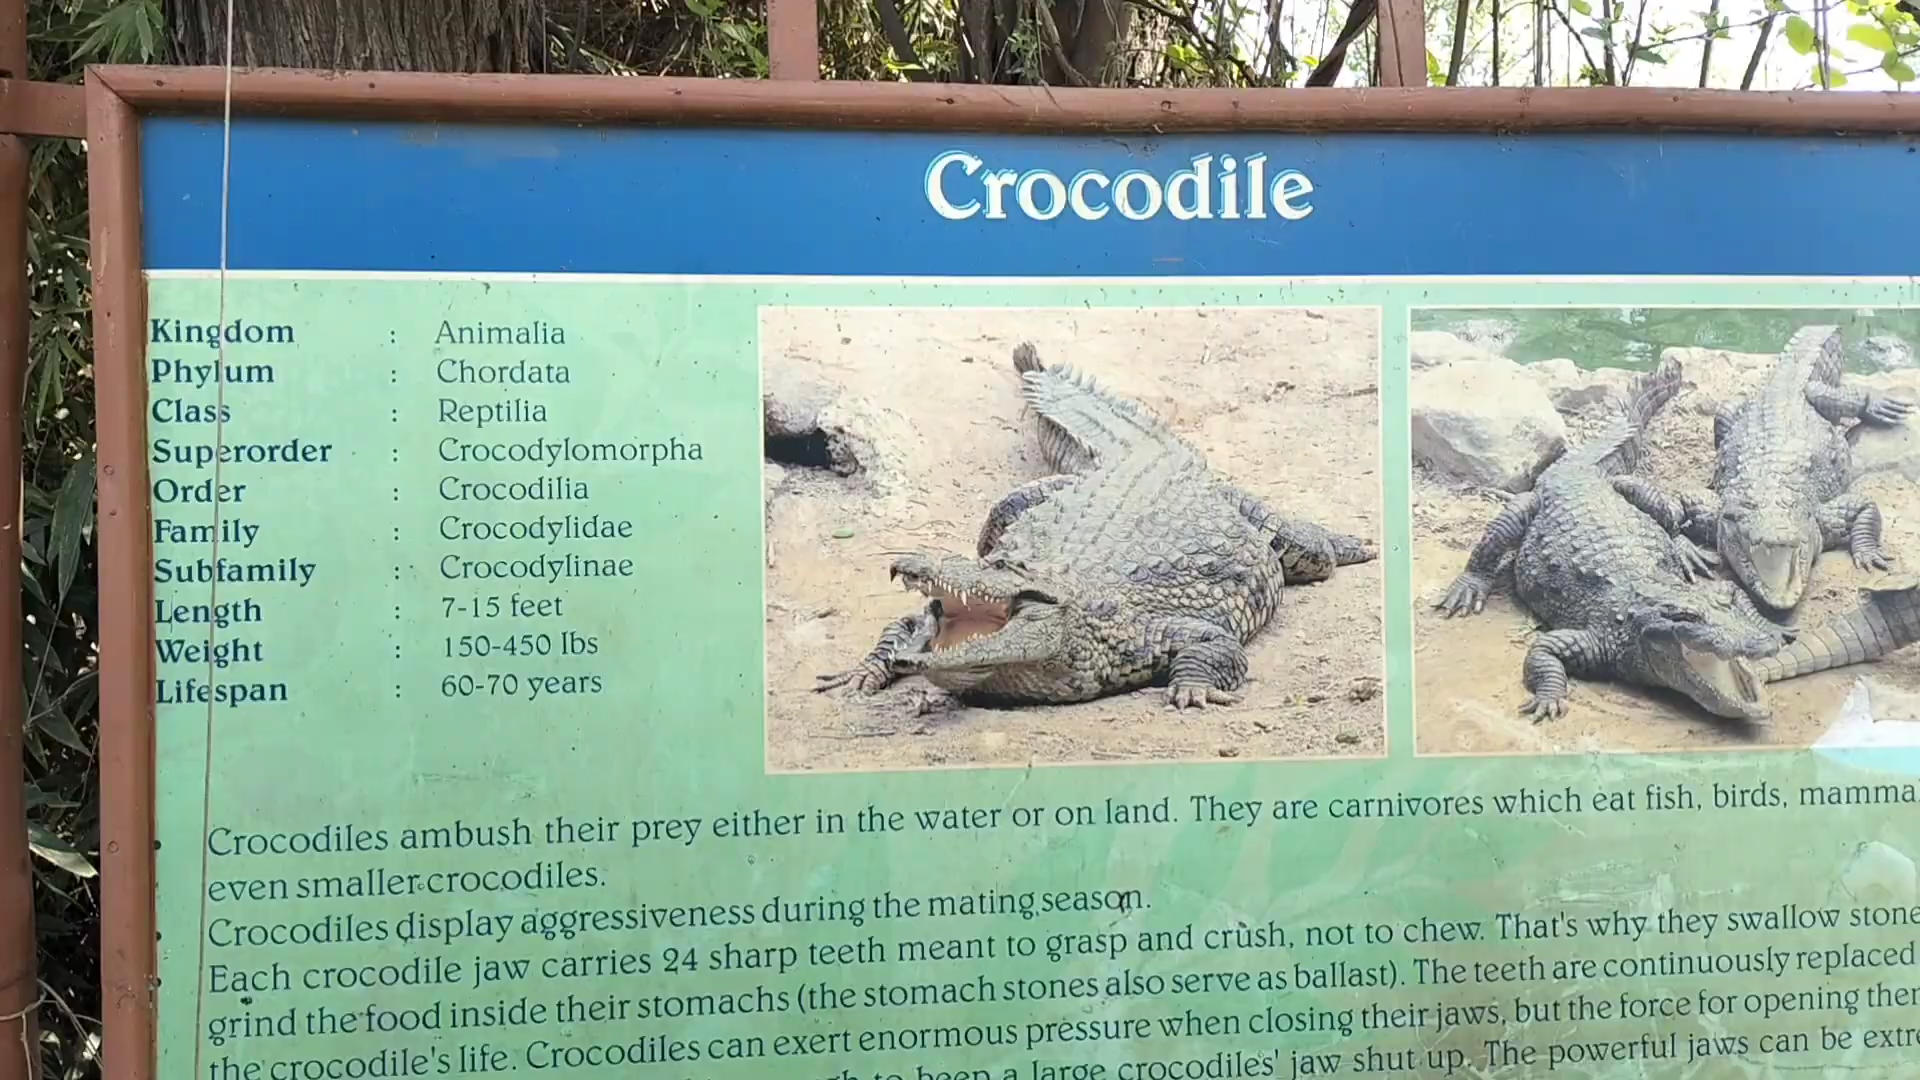 Crocodile
Kingdom : Animalia
Phylum : Chordata
Class : Reptilia
Superorder : Crocodylomorpha
Order : Crocodilia
Family : Crocodylidae
Subfamily : Crocodylinae
Length : 7-15 feet
Weight : 150-450 lbs
Lifespan : 60-70 years
Crocodiles ambush their prey either in the water or on land. They are carnivores which eat fish, birds,
even smaller crocodiles.
Crocodiles display aggressiveness during the mating season.
Each crocodile jaw carries 24 sharp teeth meant to grasp and crush, not to chew. That's why they swallow
grind the food inside their stomachs (the stomach stones also serve as ballast). The teeth are continuously replaced
the crocodile's life. Crocodiles can exert enormous pressure when closing their jaws, but the force for opening
to been a large crocodiles' jaw shut up. The powerful jaws can be